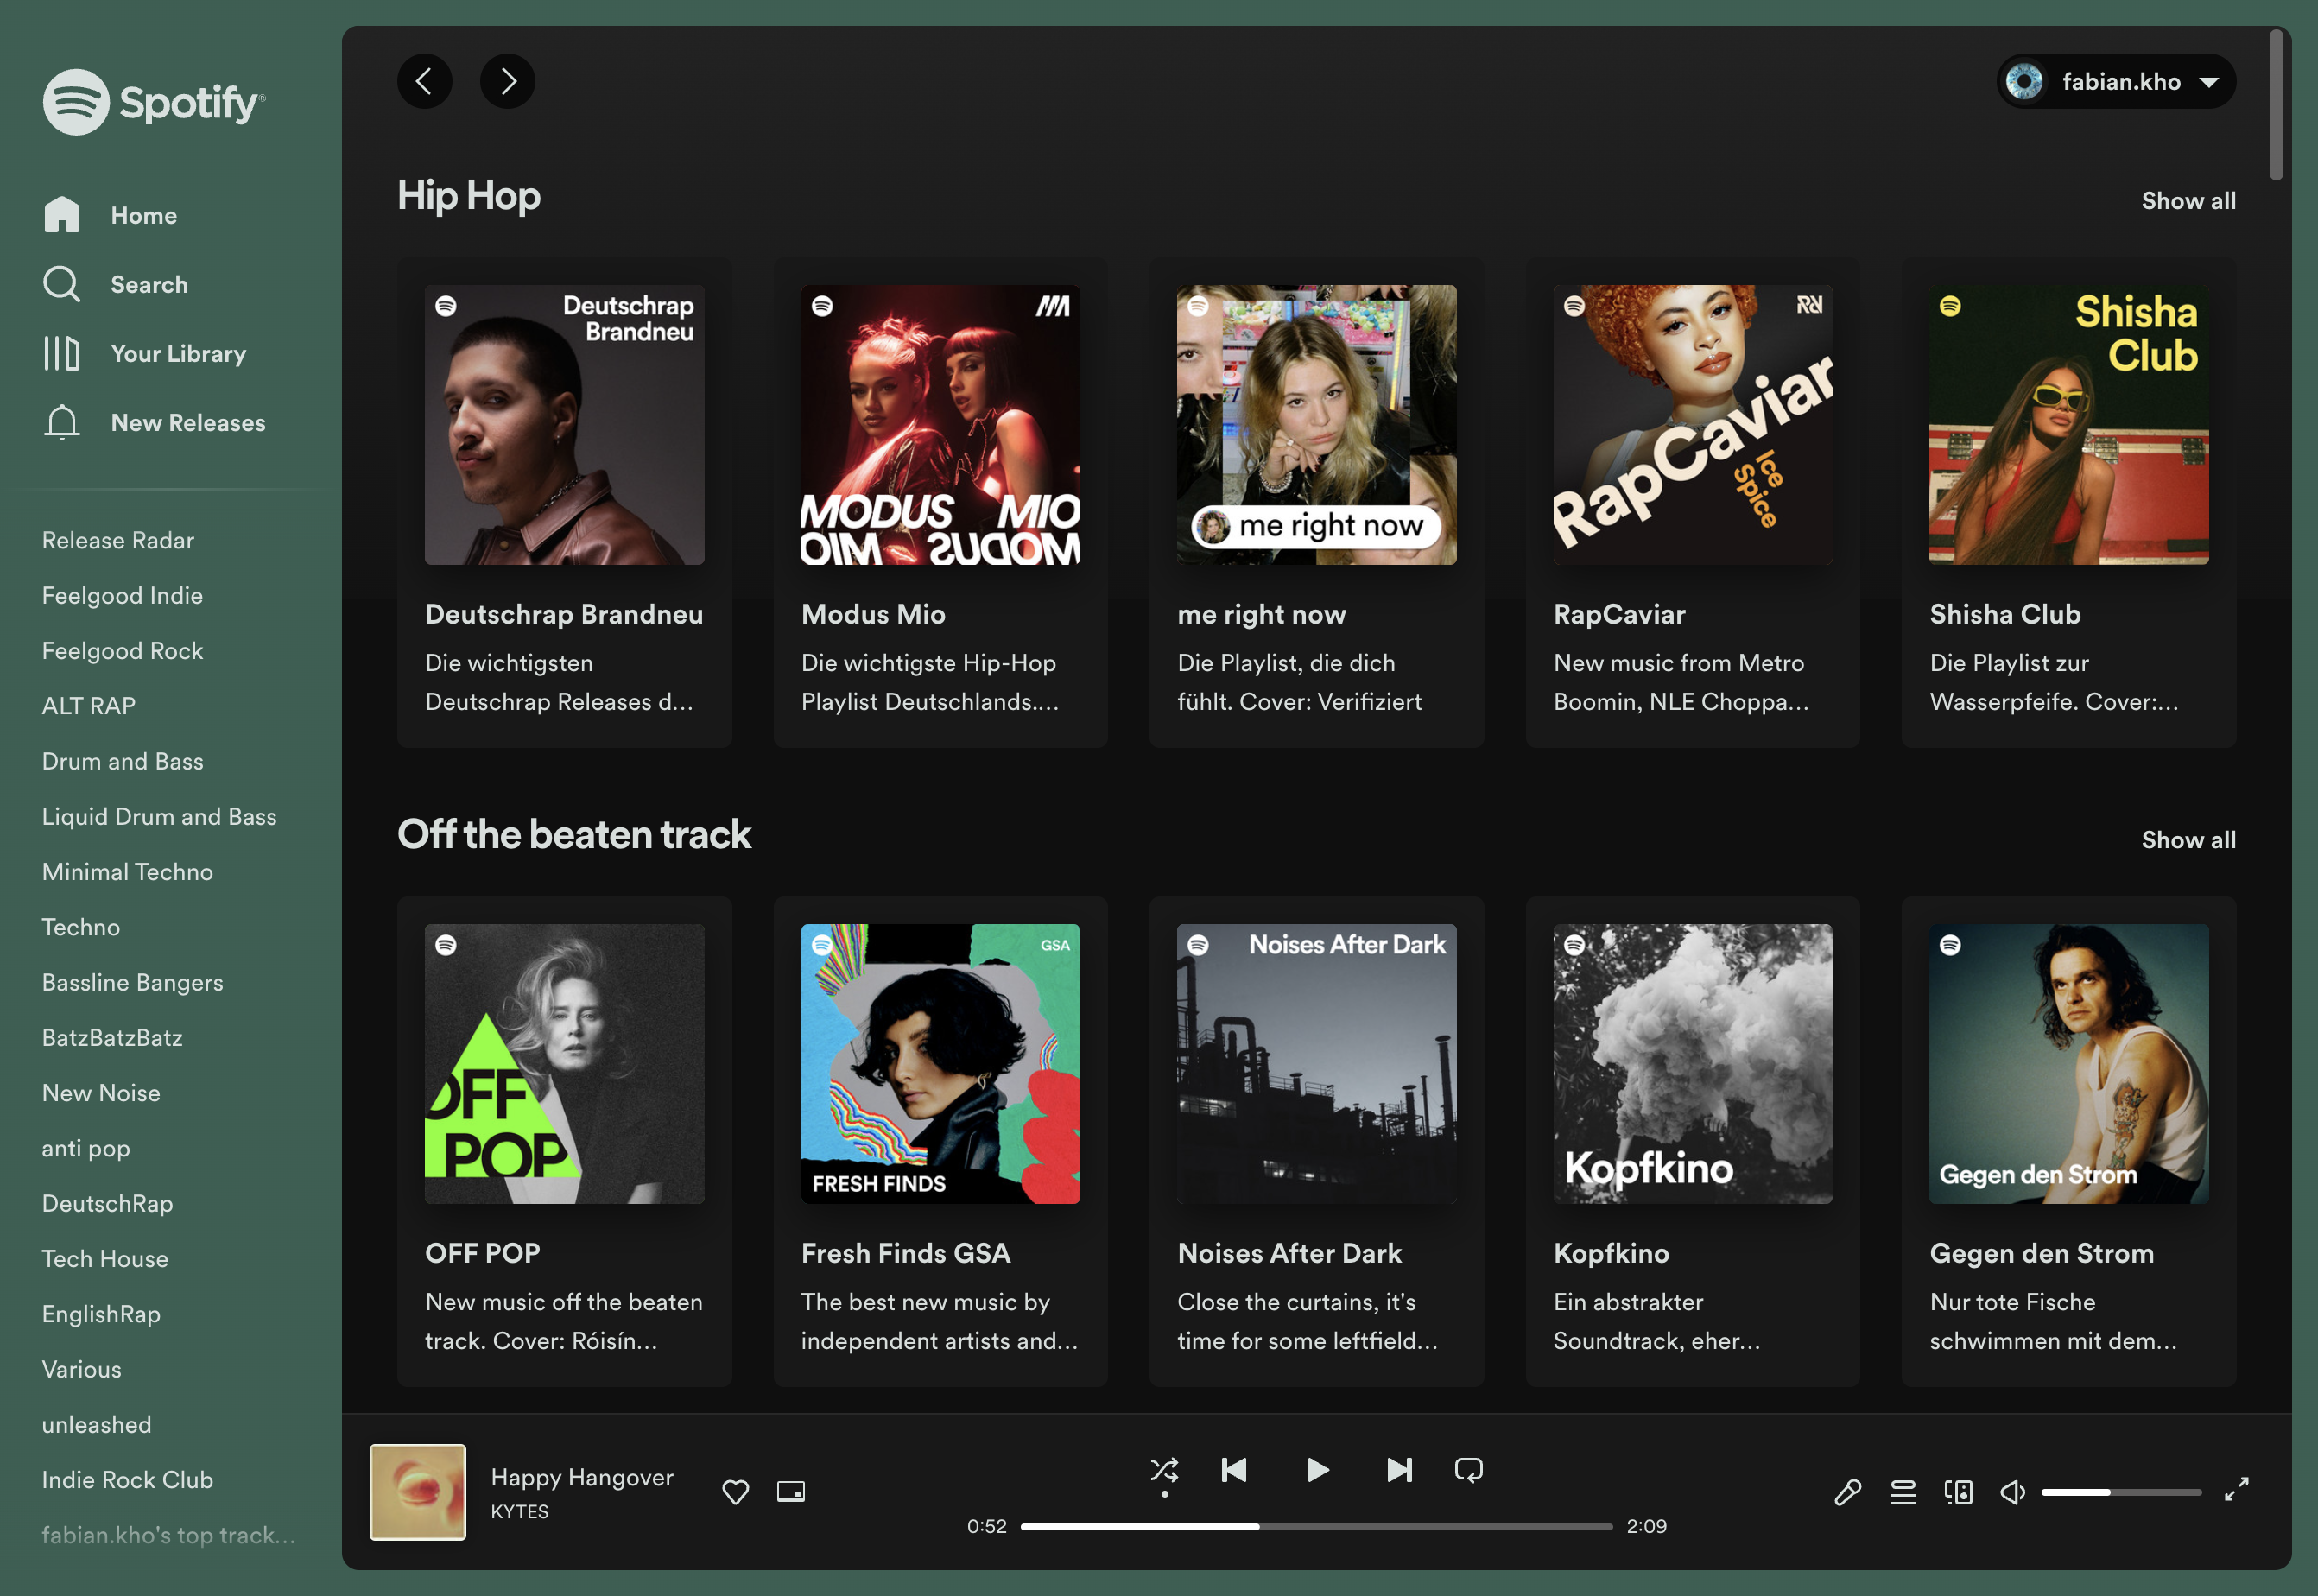 Spotify®
Home
Search
Your Library
New Releases
Release Radar
Feelgood Indie
Feelgood Rock
ALT RAP
Drum and Bass
Liquid Drum and Bass
Minimal Techno
Techno
Bassline Bangers
BatzBatzBatz
New Noise
anti pop
DeutschRap
Tech House
EnglishRap
Various
unleashed
Indie Rock Club
fabian.kho's top track...
fabian.kho
Hip Hop
Show all
Deutschrap
Brandneu
Deutschrap Brandneu
Die wichtigsten
Deutschrap Releases d...
MODUS MIO
MODUS MIO
Modus Mio
Die wichtigste Hip-Hop
Playlist Deutschlands....
me right now
me right now
Die Playlist, die dich
fühlt. Cover: Verifiziert
RapCaviar
Ice
Spice
RapCaviar
New music from Metro
Boomin, NLE Choppa...
Shisha
Club
Shisha Club
Die Playlist zur
Wasserpfeife. Cover:...
Off the beaten track
Show all
OFF
POP
OFF POP
New music off the beaten
track. Cover: Róisín...
GSA
FRESH FINDS
Fresh Finds GSA
The best new music by
independent artists and...
Noises After Dark
Noises After Dark
Close the curtains, it's
time for some leftfield...
Kopfkino
Kopfkino
Ein abstrakter
Soundtrack, eher...
Gegen den Strom
Gegen den Strom
Nur tote Fische
schwimmen mit dem...
Happy Hangover
KYTES
0:52
2:09